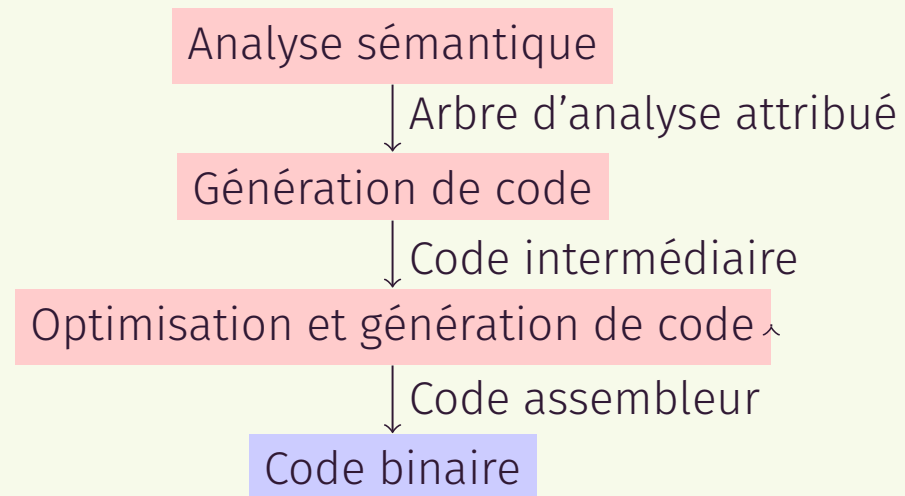 Analyse sémantique
Arbre d’analyse attribué
Génération de code
Code intermédiaire
Optimisation et génération de code
Code assembleur
Code binaire